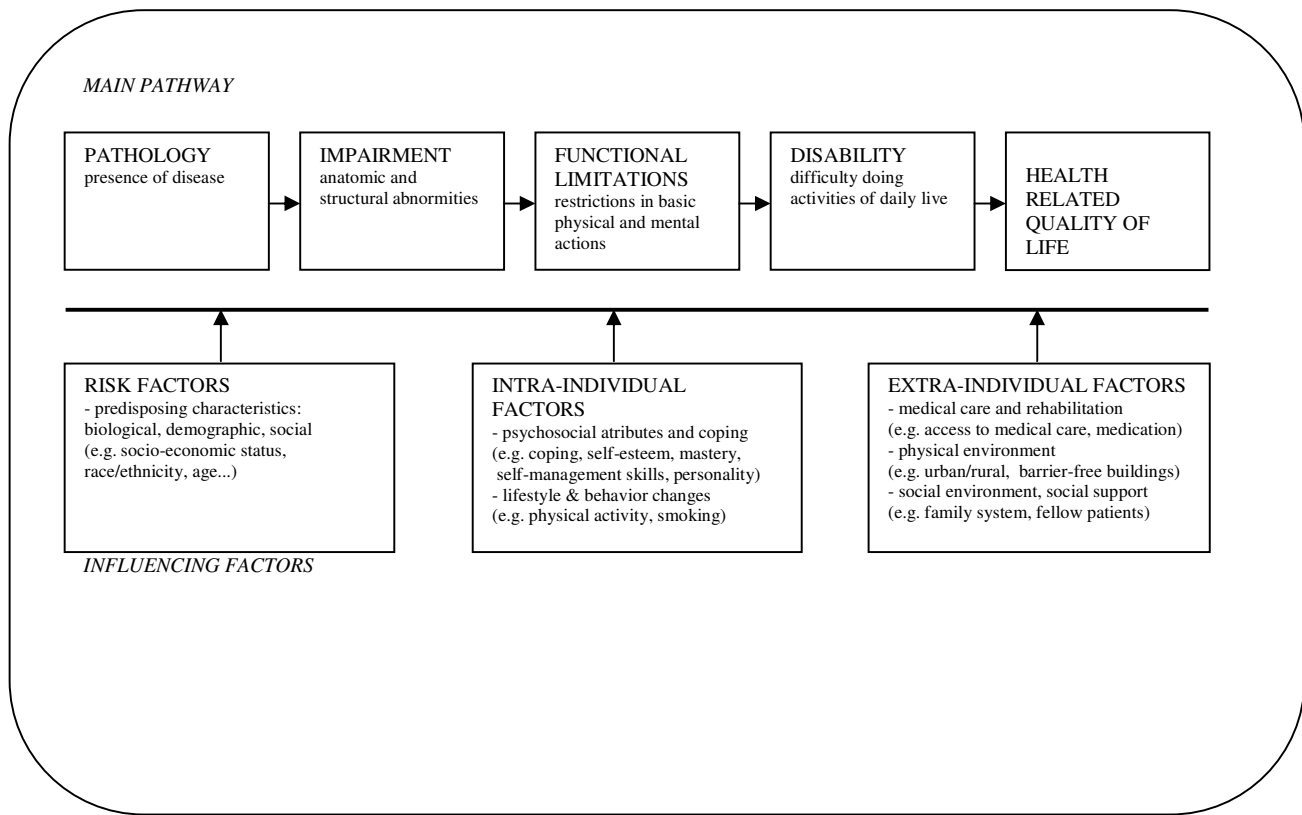 MAIN PATHWAY
PATHOLOGY
presence of disease
IMPAIRMENT
anatomic and
structural abnormities
FUNCTIONAL
LIMITATIONS
restrictions in basic
physical and mental
actions
DISABILITY
difficulty doing
activities of daily live
HEALTH
RELATED
QUALITY OF
LIFE
RISK FACTORS
- predisposing characteristics:
biological, demographic, social
(e.g. socio-economic status,
race/ethnicity, age...)
INTRA-INDIVIDUAL
FACTORS
- psychosocial atributes and coping
(e.g. coping, self-esteem, mastery,
self-management skills, personality)
- lifestyle & behavior changes
(e.g. physical activity, smoking)
EXTRA-INDIVIDUAL FACTORS
- medical care and rehabilitation
(e.g. access to medical care, medication)
- physical environment
(e.g. urban/rural, barrier-free buildings)
- social environment, social support
(e.g. family system, fellow patients)
INFLUENCING FACTORS